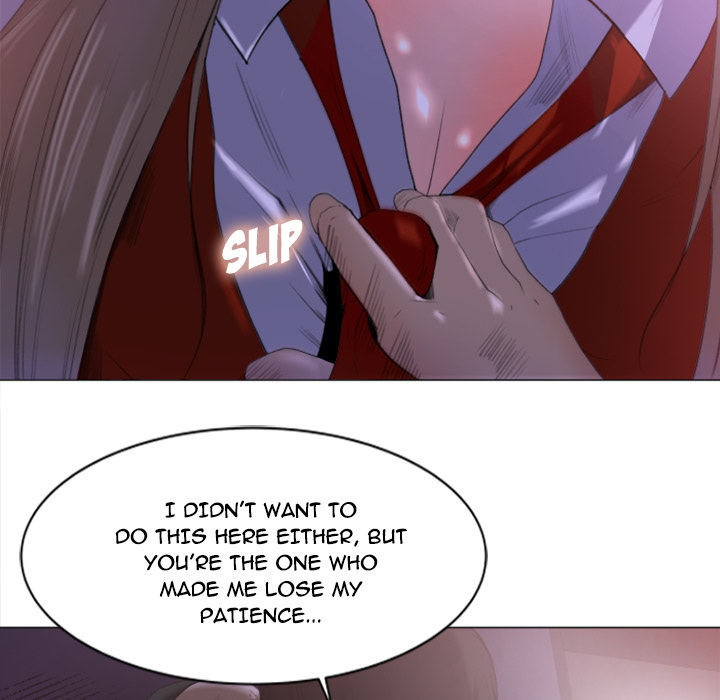 SLIP
I DIDN'T WANT TO
DO THIS HERE EITHER, BUT
YOU'RE THE ONE WHO
MADE ME LOSE MY
PATIENCE...